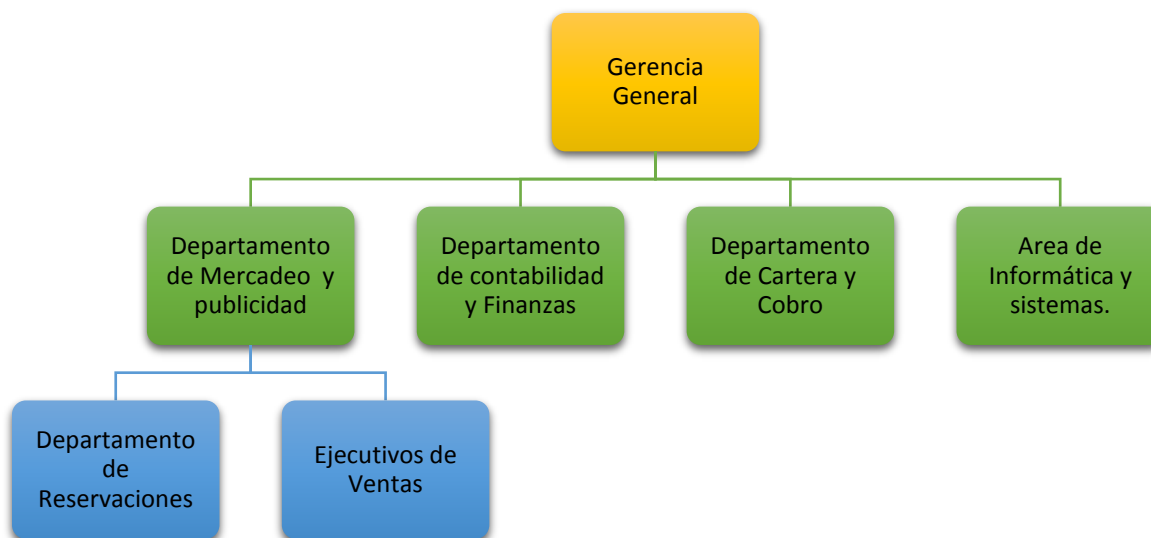 Gerencia
General
Departamento
de Mercadeo y
publicidad
Departamento
de contabilidad
y Finanzas
Departamento
de Cartera y
Cobro
Area de
Informática y
sistemas.
Departamento
de
Reservaciones
Ejecutivos de
Ventas